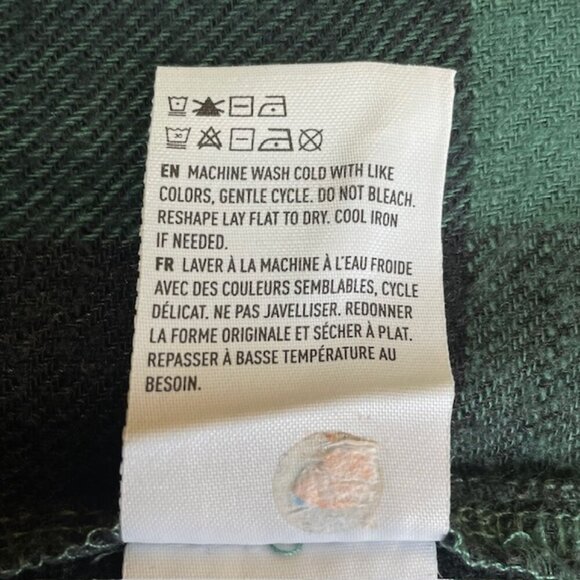 EN MACHINE WASH COLD WITH LIKE
COLORS, GENTLE CYCLE. DO NOT BLEACH.
RESHAPE LAY FLAT TO DRY. COOL IRON
IF NEEDED.
FR LAVER À LA MACHINE À L'EAU FROIDE
AVEC DES COULEURS SEMBLABLES, CYCLE
DÉLICAT. NE PAS JAVELLISER. REDONNER
LA FORME ORIGINALE ET SÉCHER À PLAT.
REPASSER À BASSE TEMPÉRATURE AU
BESOIN.